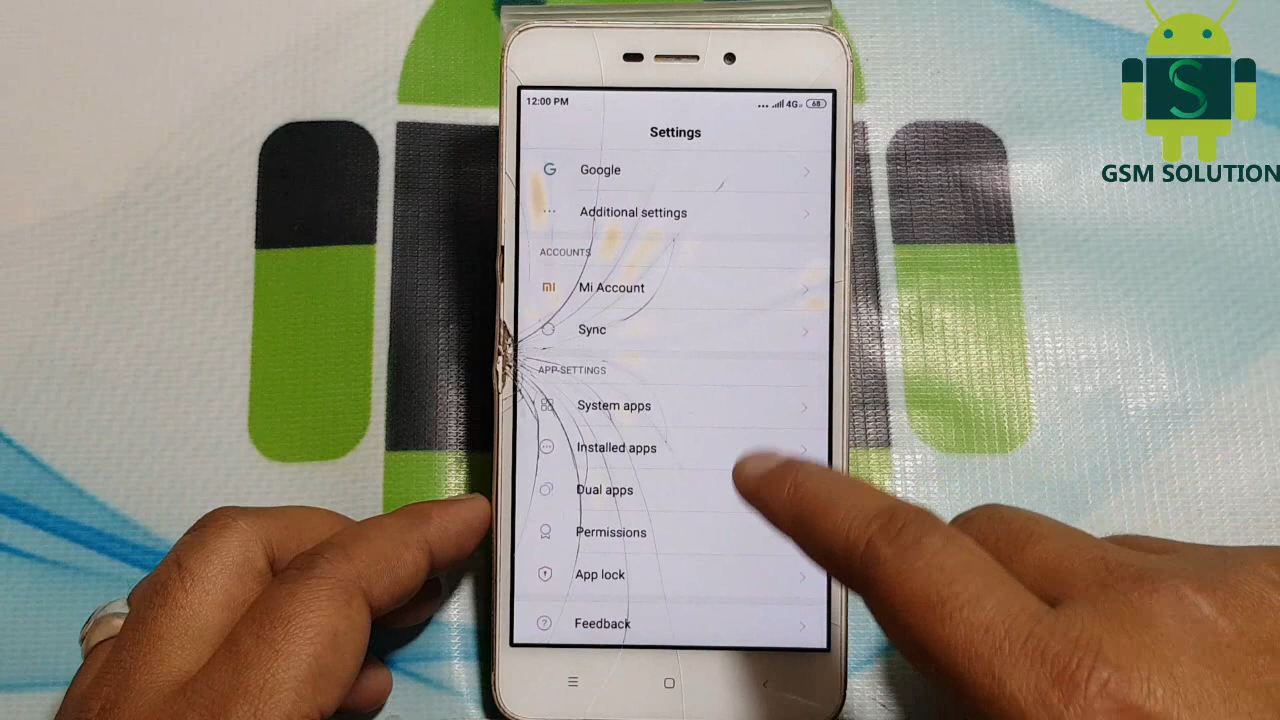 12:00 PM
4G
68
Settings
Google
Additional settings
ACCOUNTS
Mi Account
Sync
APP SETTINGS
System apps
Installed apps
Dual apps
Permissions
App lock
Feedback
S
GSM SOLUTION